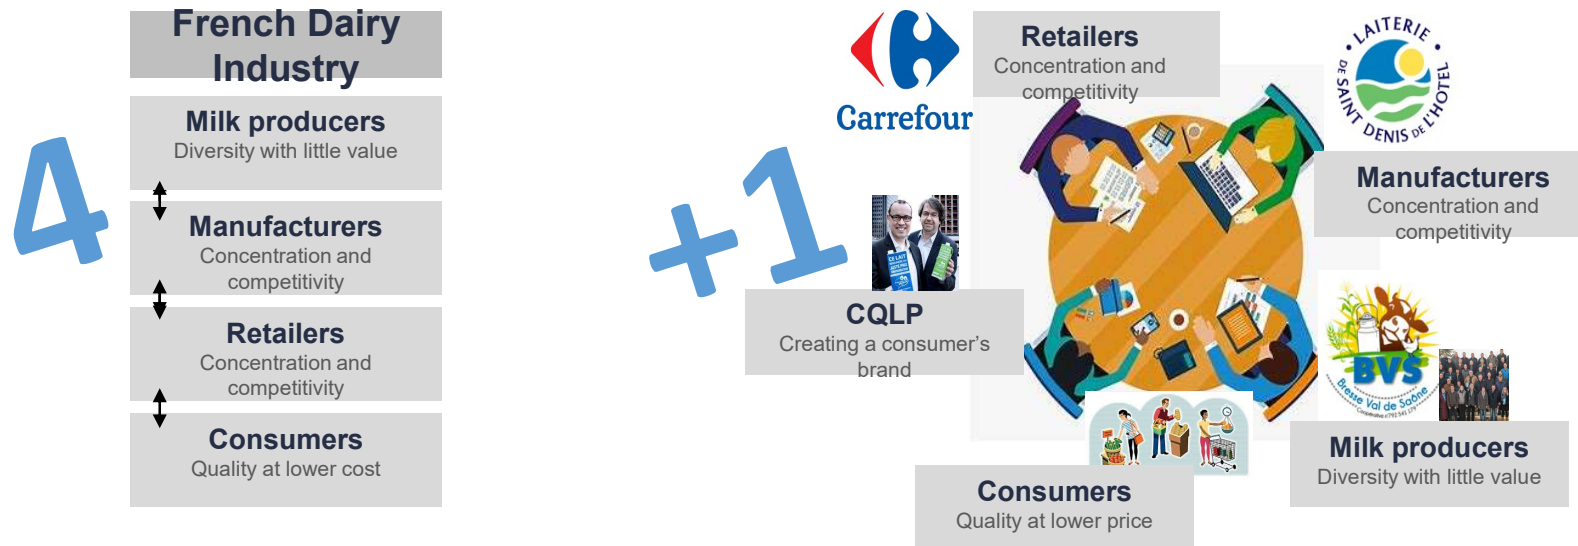 French Dairy
Industry
4
Milk producers
Diversity with little value
Manufacturers
Concentration and
competitivity
Retailers
Concentration and
competitivity
Consumers
Quality at lower cost
+1
Carrefour
Retailers
Concentration and
competitivity
LAITERIE
DE SAINT DENIS DE L'HOTEL
Manufacturers
Concentration and
competitivity
CE LAIT
CQLP
Creating a consumer’s
brand
BVS
Bresse Val de Saône
Milk producers
Diversity with little value
Consumers
Quality at lower price